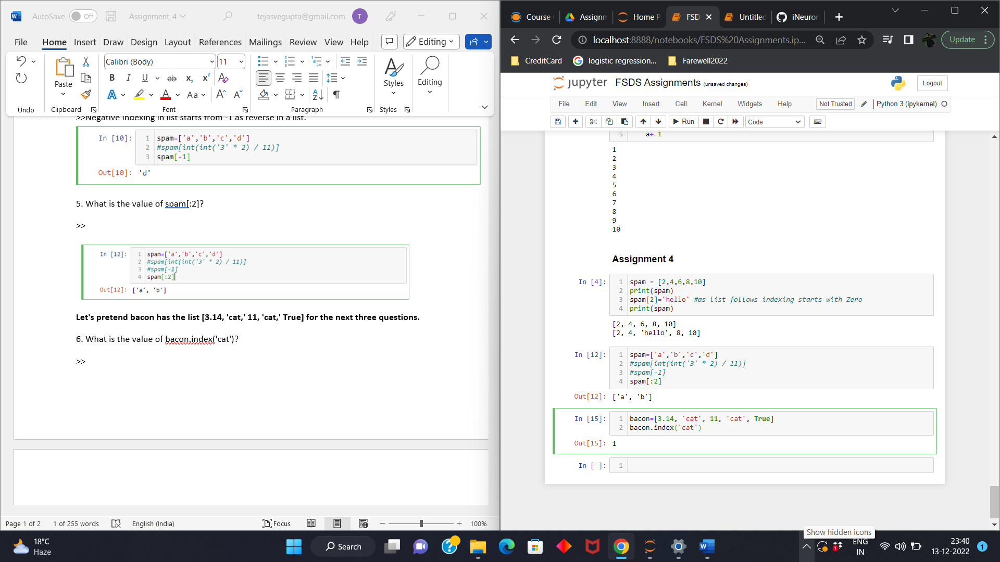 AutoSave Off Assignment_4 tejasvegupta@gmail.com T
File Home Insert Draw Design Layout References Mailings Review View Help Editing
Calibri (Body) 11
Paste
Styles
Editing
Undo Clipboard Font Paragraph Styles
>>Negative indexing in list starts from -1 as reverse in a list.
In [10]: 1 spam=['a','b','c','d']
2 #spam[int(int('3' * 2) / 11)]
3 spam[-1]
Out[10]: 'd'
5. What is the value of spam[:2]?
>>
In [12]: 1 spam=['a','b','c','d']
2 #spam[int(int('3' * 2) / 11)]
3 #spam[-1]
4 spam[:2]
Out[12]: ['a', 'b']
Let's pretend bacon has the list [3.14, 'cat,' 11, 'cat,' True] for the next three questions.
6. What is the value of bacon.index('cat')?
>>
Page 1 of 2 1 of 255 words English (India) Focus 100%
Course Assignm Home P FSD Untitled iNeuron
localhost:8888/notebooks/FSDS%20Assignments.ip... Update
CreditCard logistic regression... Farewell2022
jupyter FSDS Assignments (unsaved changes) Logout
File Edit View Insert Cell Kernel Widgets Help Not Trusted Python 3 (ipykernel)
Run Code
5 a+=1
1
2
3
4
5
6
7
8
9
10
Assignment 4
In [4]: 1 spam = [2,4,6,8,10]
2 print(spam)
3 spam[2]='hello' #as list follows indexing starts with Zero
4 print(spam)
[2, 4, 6, 8, 10]
[2, 4, 'hello', 8, 10]
In [12]: 1 spam=['a','b','c','d']
2 #spam[int(int('3' * 2) / 11)]
3 #spam[-1]
4 spam[:2]
Out[12]: ['a', 'b']
In [15]: 1 bacon=[3.14, 'cat', 11, 'cat', True]
2 bacon.index('cat')
Out[15]: 1
In [ ]: 1
Show hidden icons
18°C
Haze
Search
ENG
IN
23:40
13-12-2022
1